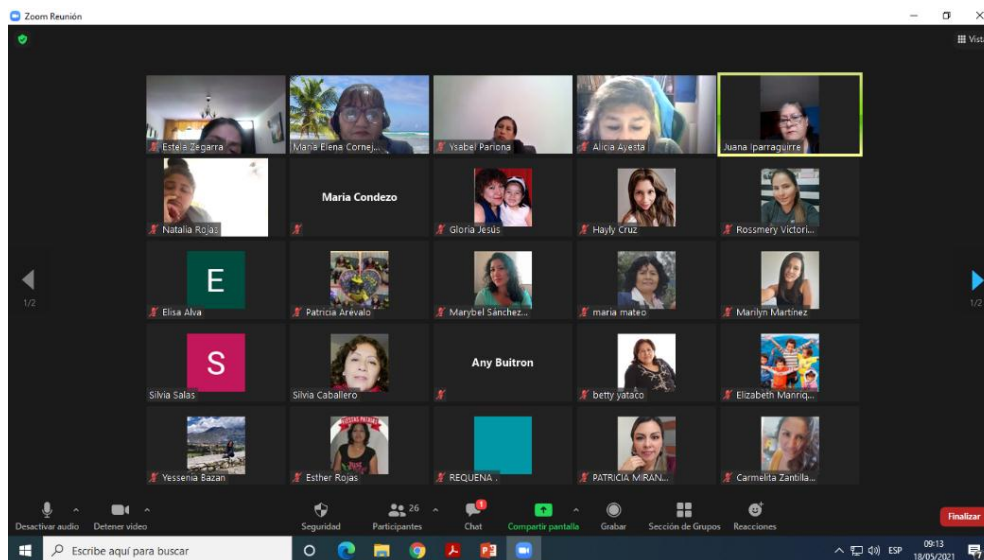 Zoom Reunión
Vista
Estela Zegarra
Maria Elena Cornej...
Ysabel Pariona
Alicia Ayesta
Juana Iparraguirre
Natalia Rojas
Maria Condezo
Gloria Jesús
Hayly Cruz
Rossmery Victori...
1/2
1/2
E
Elisa Alva
Patricia Arévalo
Marybel Sánchez...
maria mateo
Marilyn Martínez
S
Silvia Salas
Silvia Caballero
Any Buitron
betty yataco
Elizabeth Manriq...
Yessenia Bazan
Esther Rojas
REQUENA .
PATRICIA MIRAN...
Carmelita Zantilla...
Desactivar audio
Detener video
Seguridad
26
Participantes
1
Chat
Compartir pantalla
Grabar
Sección de Grupos
Reacciones
Finalizar
Escribe aquí para buscar
ESP
09:13
18/05/2021